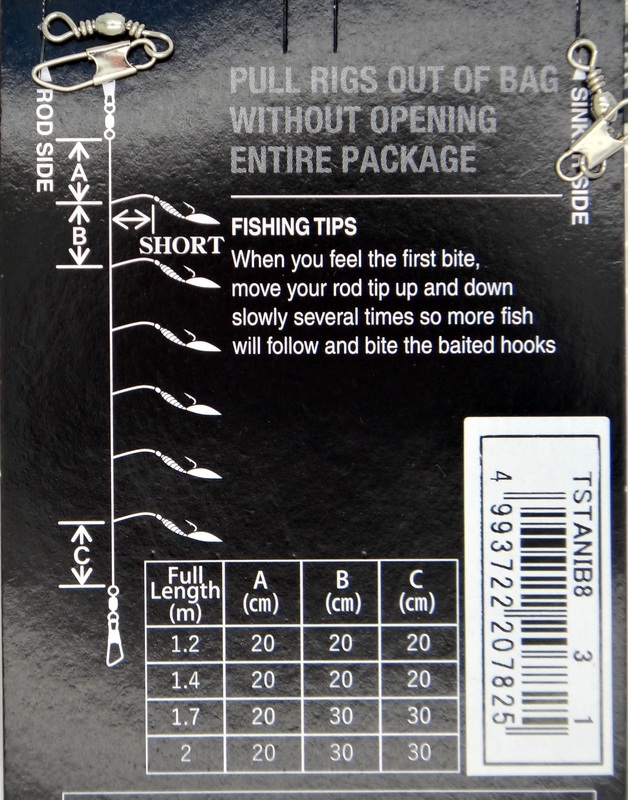 PULL RIGS OUT OF BAG
WITHOUT OPENING
ENTIRE PACKAGE
ROD SIDE
SINK SIDE
A
B
SHORT
C
FISHING TIPS
When you feel the first bite,
move your rod tip up and down
slowly several times so more fish
will follow and bite the baited hooks
Full Length (m) A (cm) B (cm) C (cm)
1.2 20 20 20
1.4 20 20 20
1.7 20 30 30
2 20 30 30
TSTANIB8 3 1
4 993722 207825